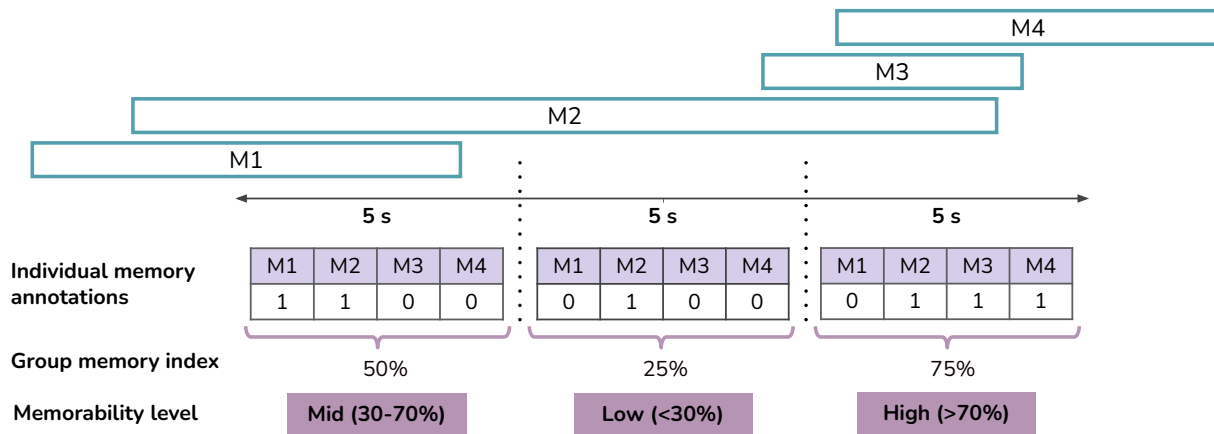 M4
M3
M2
M1
5 s 5 s 5 s
M1 M2 M3 M4 M1 M2 M3 M4 M1 M2 M3 M4
Individual memory
annotations
1 1 0 0 0 1 0 0 0 1 1 1
Group memory index 50% 25% 75%
Memorability level Mid (30-70%) Low (<30%) High (>70%)